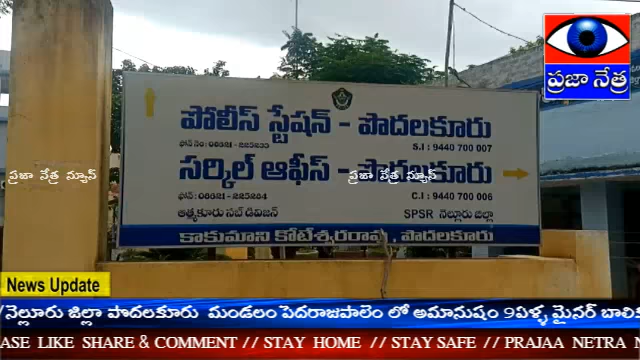 ప్రజా నేత్ర
పోలీస్ స్టేషన్ - పొదలకూరు
S.I : 9440 700 007
సర్కిల్ ఆఫీస్ - పొదలకూరు
ప్రజా నేత్ర న్యూస్
ప్రజా నేత్ర న్యూస్
ఫోన్ : 08621 - 225284
C.I : 9440 700 006
ఆత్మకూరు సబ్ డివిజన్
SPSR నెల్లూరు జిల్లా
కాకుమాని కోటేశ్వరరావు , పొదలకూరు
News Update
/నెల్లూరు జిల్లా పొదలకూరు మండలం పెదరాజపాలెం లో అమానుషం 9ఏళ్ళ మైనర్ బాలిక
ASE LIKE SHARE & COMMENT // STAY HOME // STAY SAFE // PRAJAA NETRA